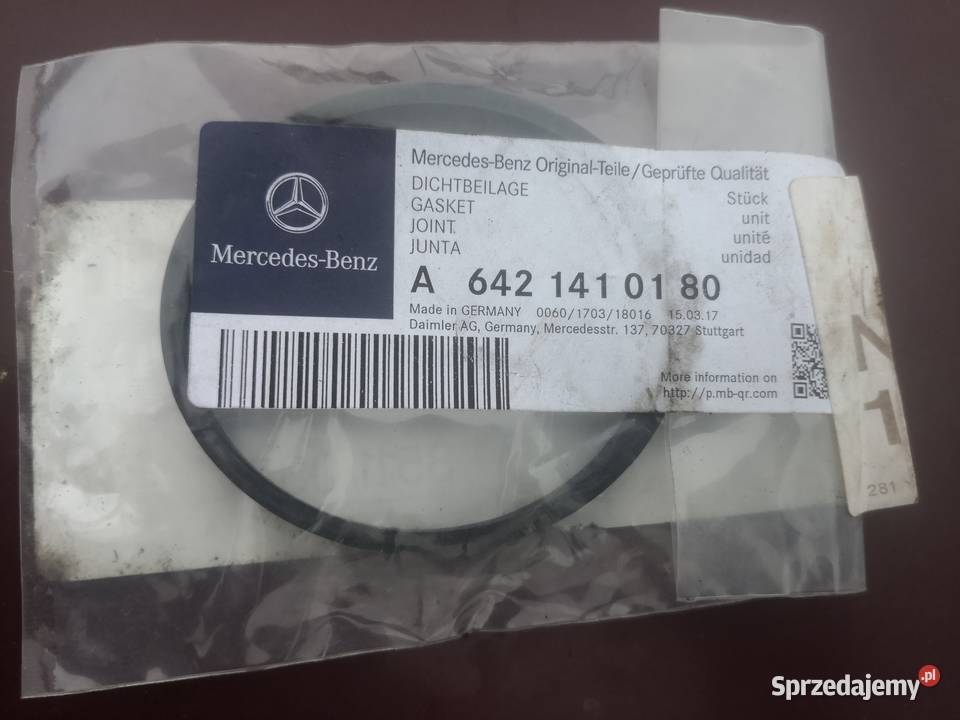 Mercedes-Benz
Mercedes-Benz Original-Teile/Geprüfte Qualität
DICHTBEILAGE
GASKET
JOINT
JUNTA
Stück
unit
unité
unidad
A 642 141 01 80
Made in GERMANY 0060/1703/18016 15.03.17
Daimler AG, Germany, Mercedesstr. 137, 70327 Stuttgart
More information on
http://p.mb-qr.com
N
1
281
Sprzedajemy.pl